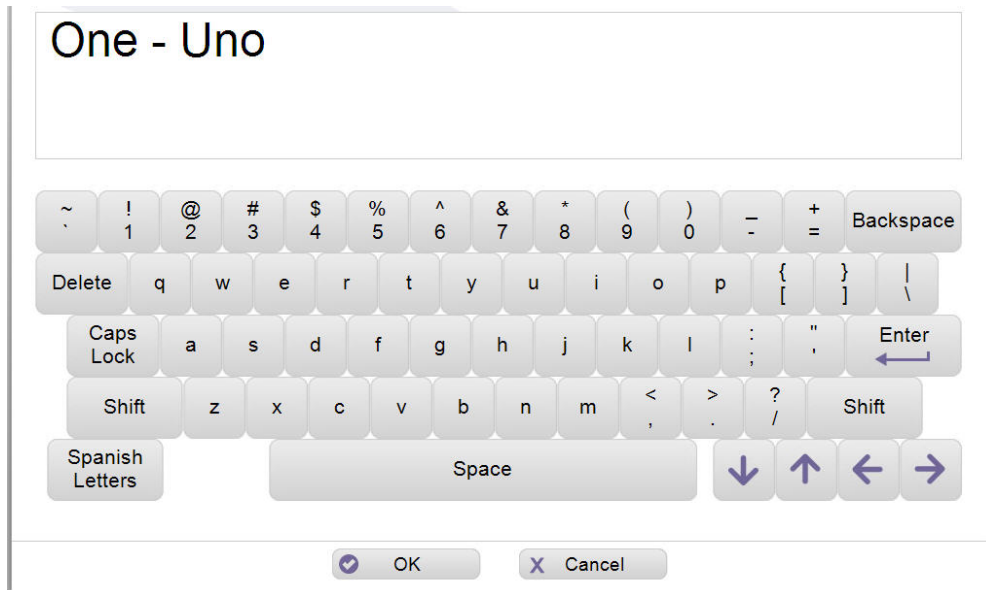 One - Uno
~ ! @ # $ % ^ & * ( ) _ +
` 1 2 3 4 5 6 7 8 9 0 - = Backspace
Delete q w e r t y u i o p { } |
[ ] \
Caps Lock a s d f g h j k l : " Enter
; '
Shift z x c v b n m < > ? Shift
, . /
Spanish Letters Space
OK X Cancel